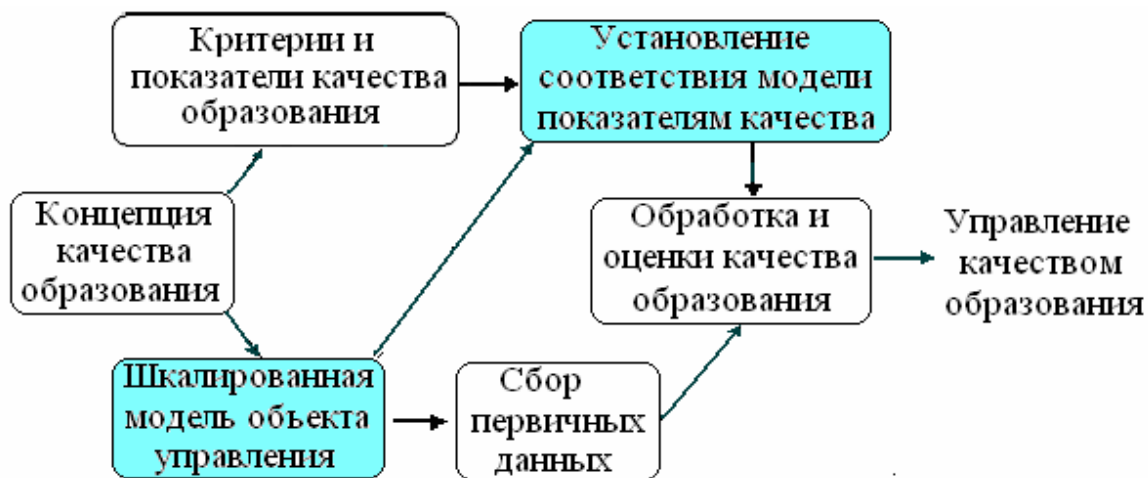 Критерии и
показатели качества
образования
Установление
соответствия модели
показателям качества
Концепция
качества
образования
Обработка и
оценки качества
образования
Управление
качеством
образования
Шкалированная
модель объекта
управления
Сбор
первичных
данных